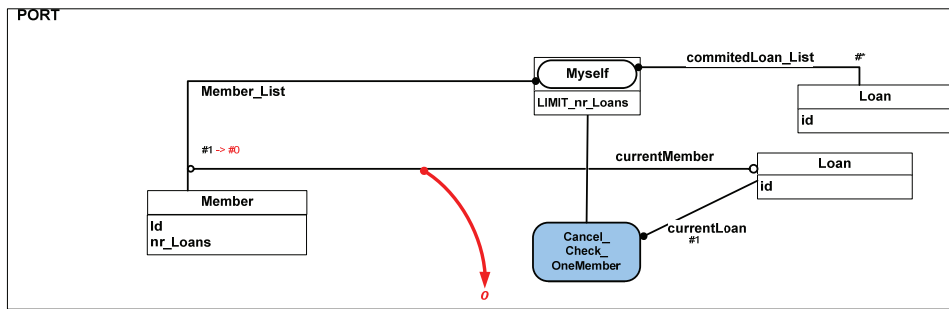 PORT
commitedLoan_List
#*
Myself
LIMIT_nr_Loans
Member_List
Loan
id
#1 -> #0
currentMember
Loan
id
Member
Id
nr_Loans
currentLoan
#1
Cancel_
Check_
OneMember
0